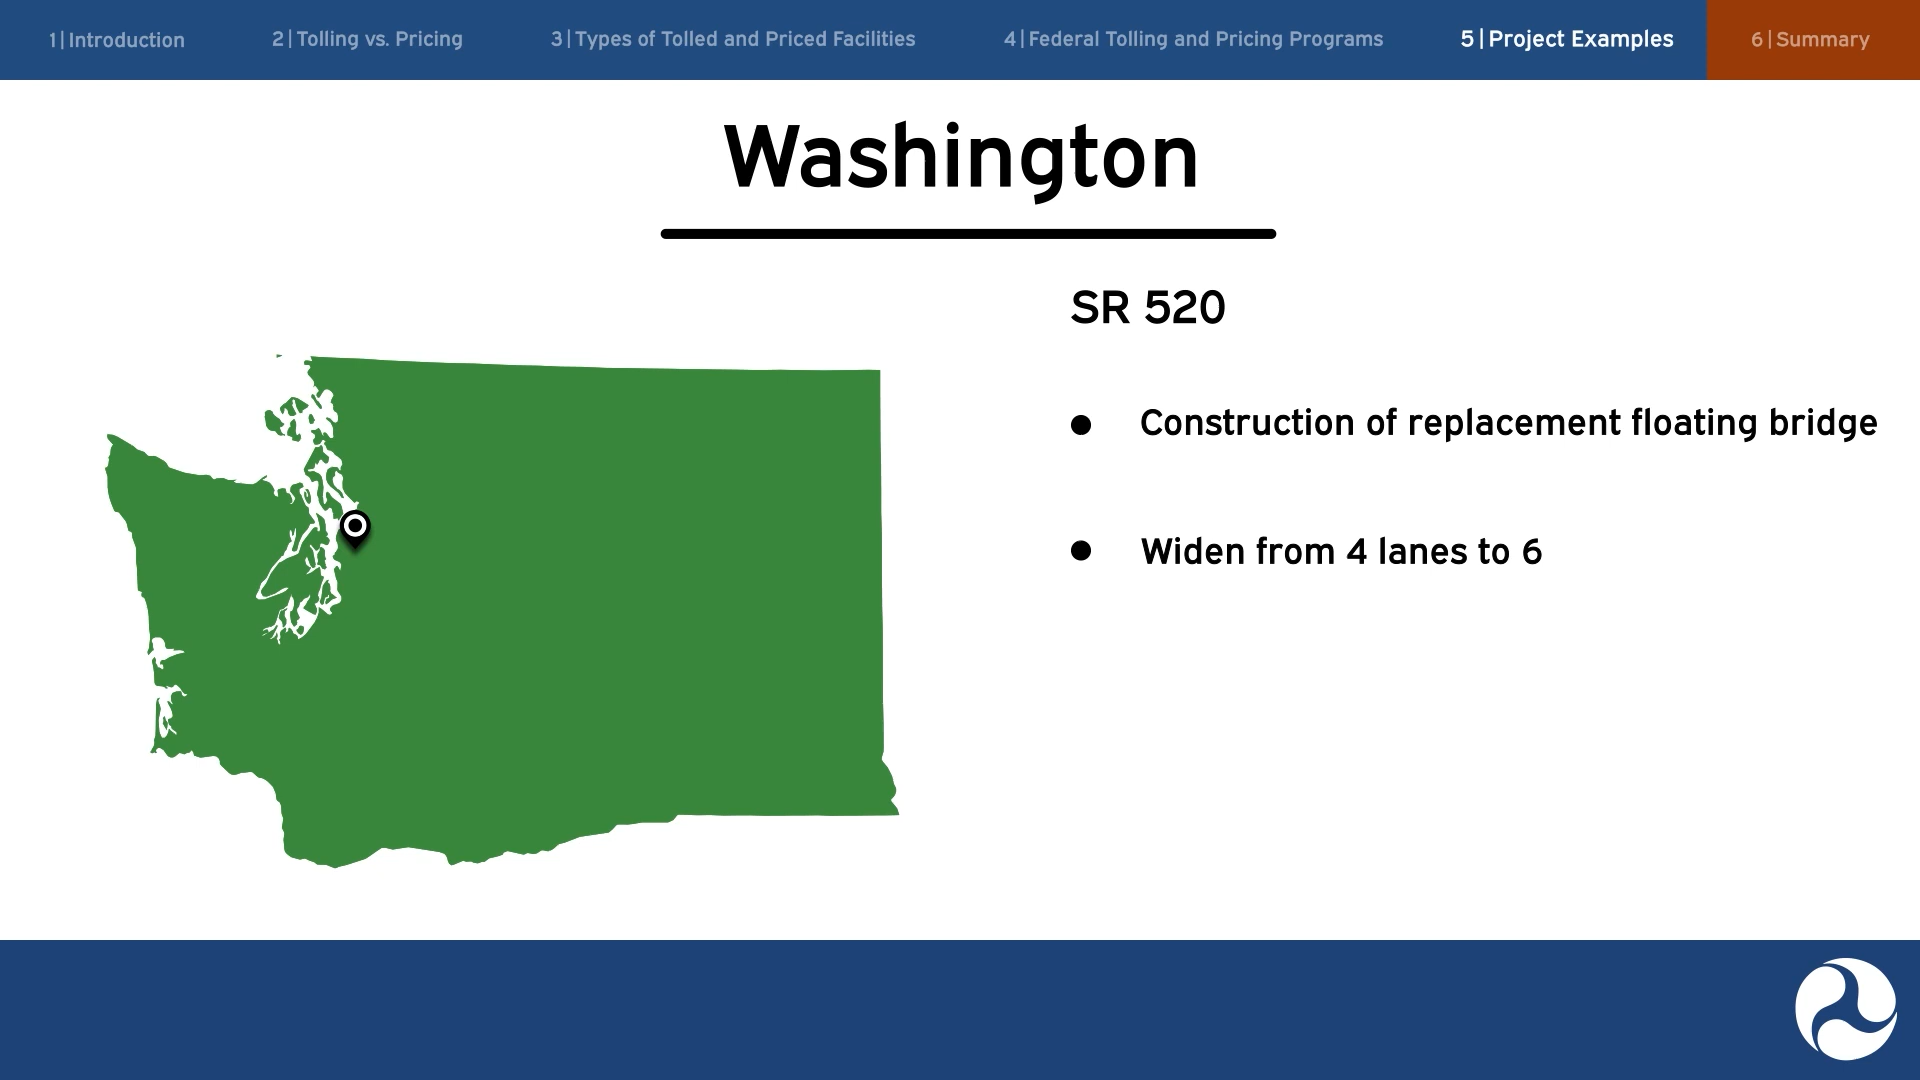 1|Introduction
2|Tolling vs. Pricing
3|Types of Tolled and Priced Facilities
4|Federal Tolling and Pricing Programs
5|Project Examples
6|Summary
Washington
SR 520
● Construction of replacement floating bridge
● Widen from 4 lanes to 6